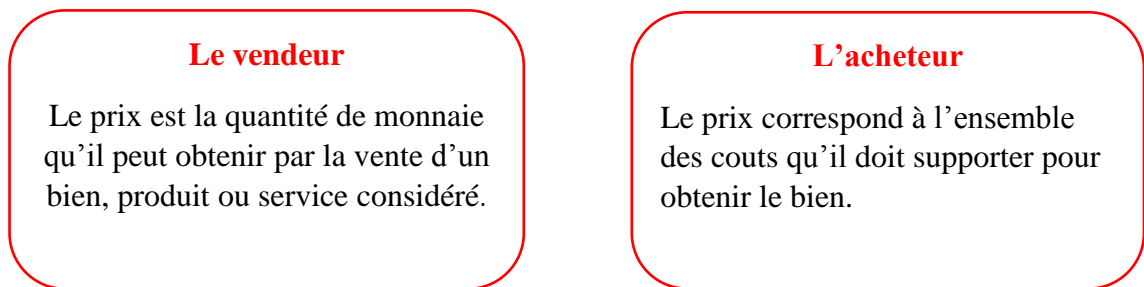 Le vendeur
Le prix est la quantité de monnaie
qu’il peut obtenir par la vente d’un
bien, produit ou service considéré.
L’acheteur
Le prix correspond à l’ensemble
des couts qu’il doit supporter pour
obtenir le bien.